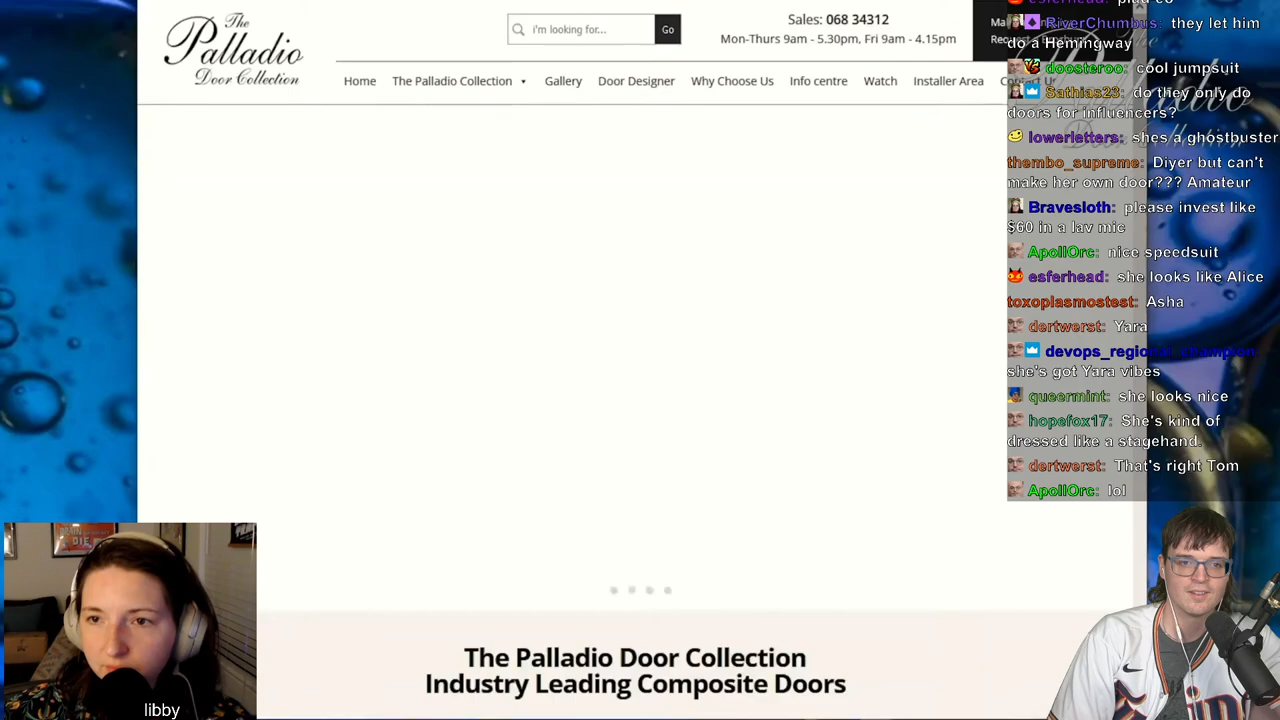 The
Palladio
Door Collection
i'm looking for...
Go
Sales: 068 34312
Mon-Thurs 9am - 5.30pm, Fri 9am - 4.15pm
Home
The Palladio Collection
Gallery
Door Designer
Why Choose Us
Info centre
Watch
Installer Area
The Palladio Door Collection
Industry Leading Composite Doors
RiverChumbus: they let him
do a Hemingway
doosteroo: cool jumpsuit
Sathias23: do they only do
doors for influencers?
lowerletters: shes a ghostbuster
thembo_supreme: Diyer but can't
make her own door??? Amateur
Bravesloth: please invest like
$60 in a lav mic
ApollOrc: nice speedsuit
esferhead: she looks like Alice
toxoplasmostest: Asha
dertwerst: Yara
devops_regional_champion
she's got Yara vibes
queermint: she looks nice
hopefox17: She's kind of
dressed like a stagehand.
dertwerst: That's right Tom
ApollOrc: lol
DIE
libby